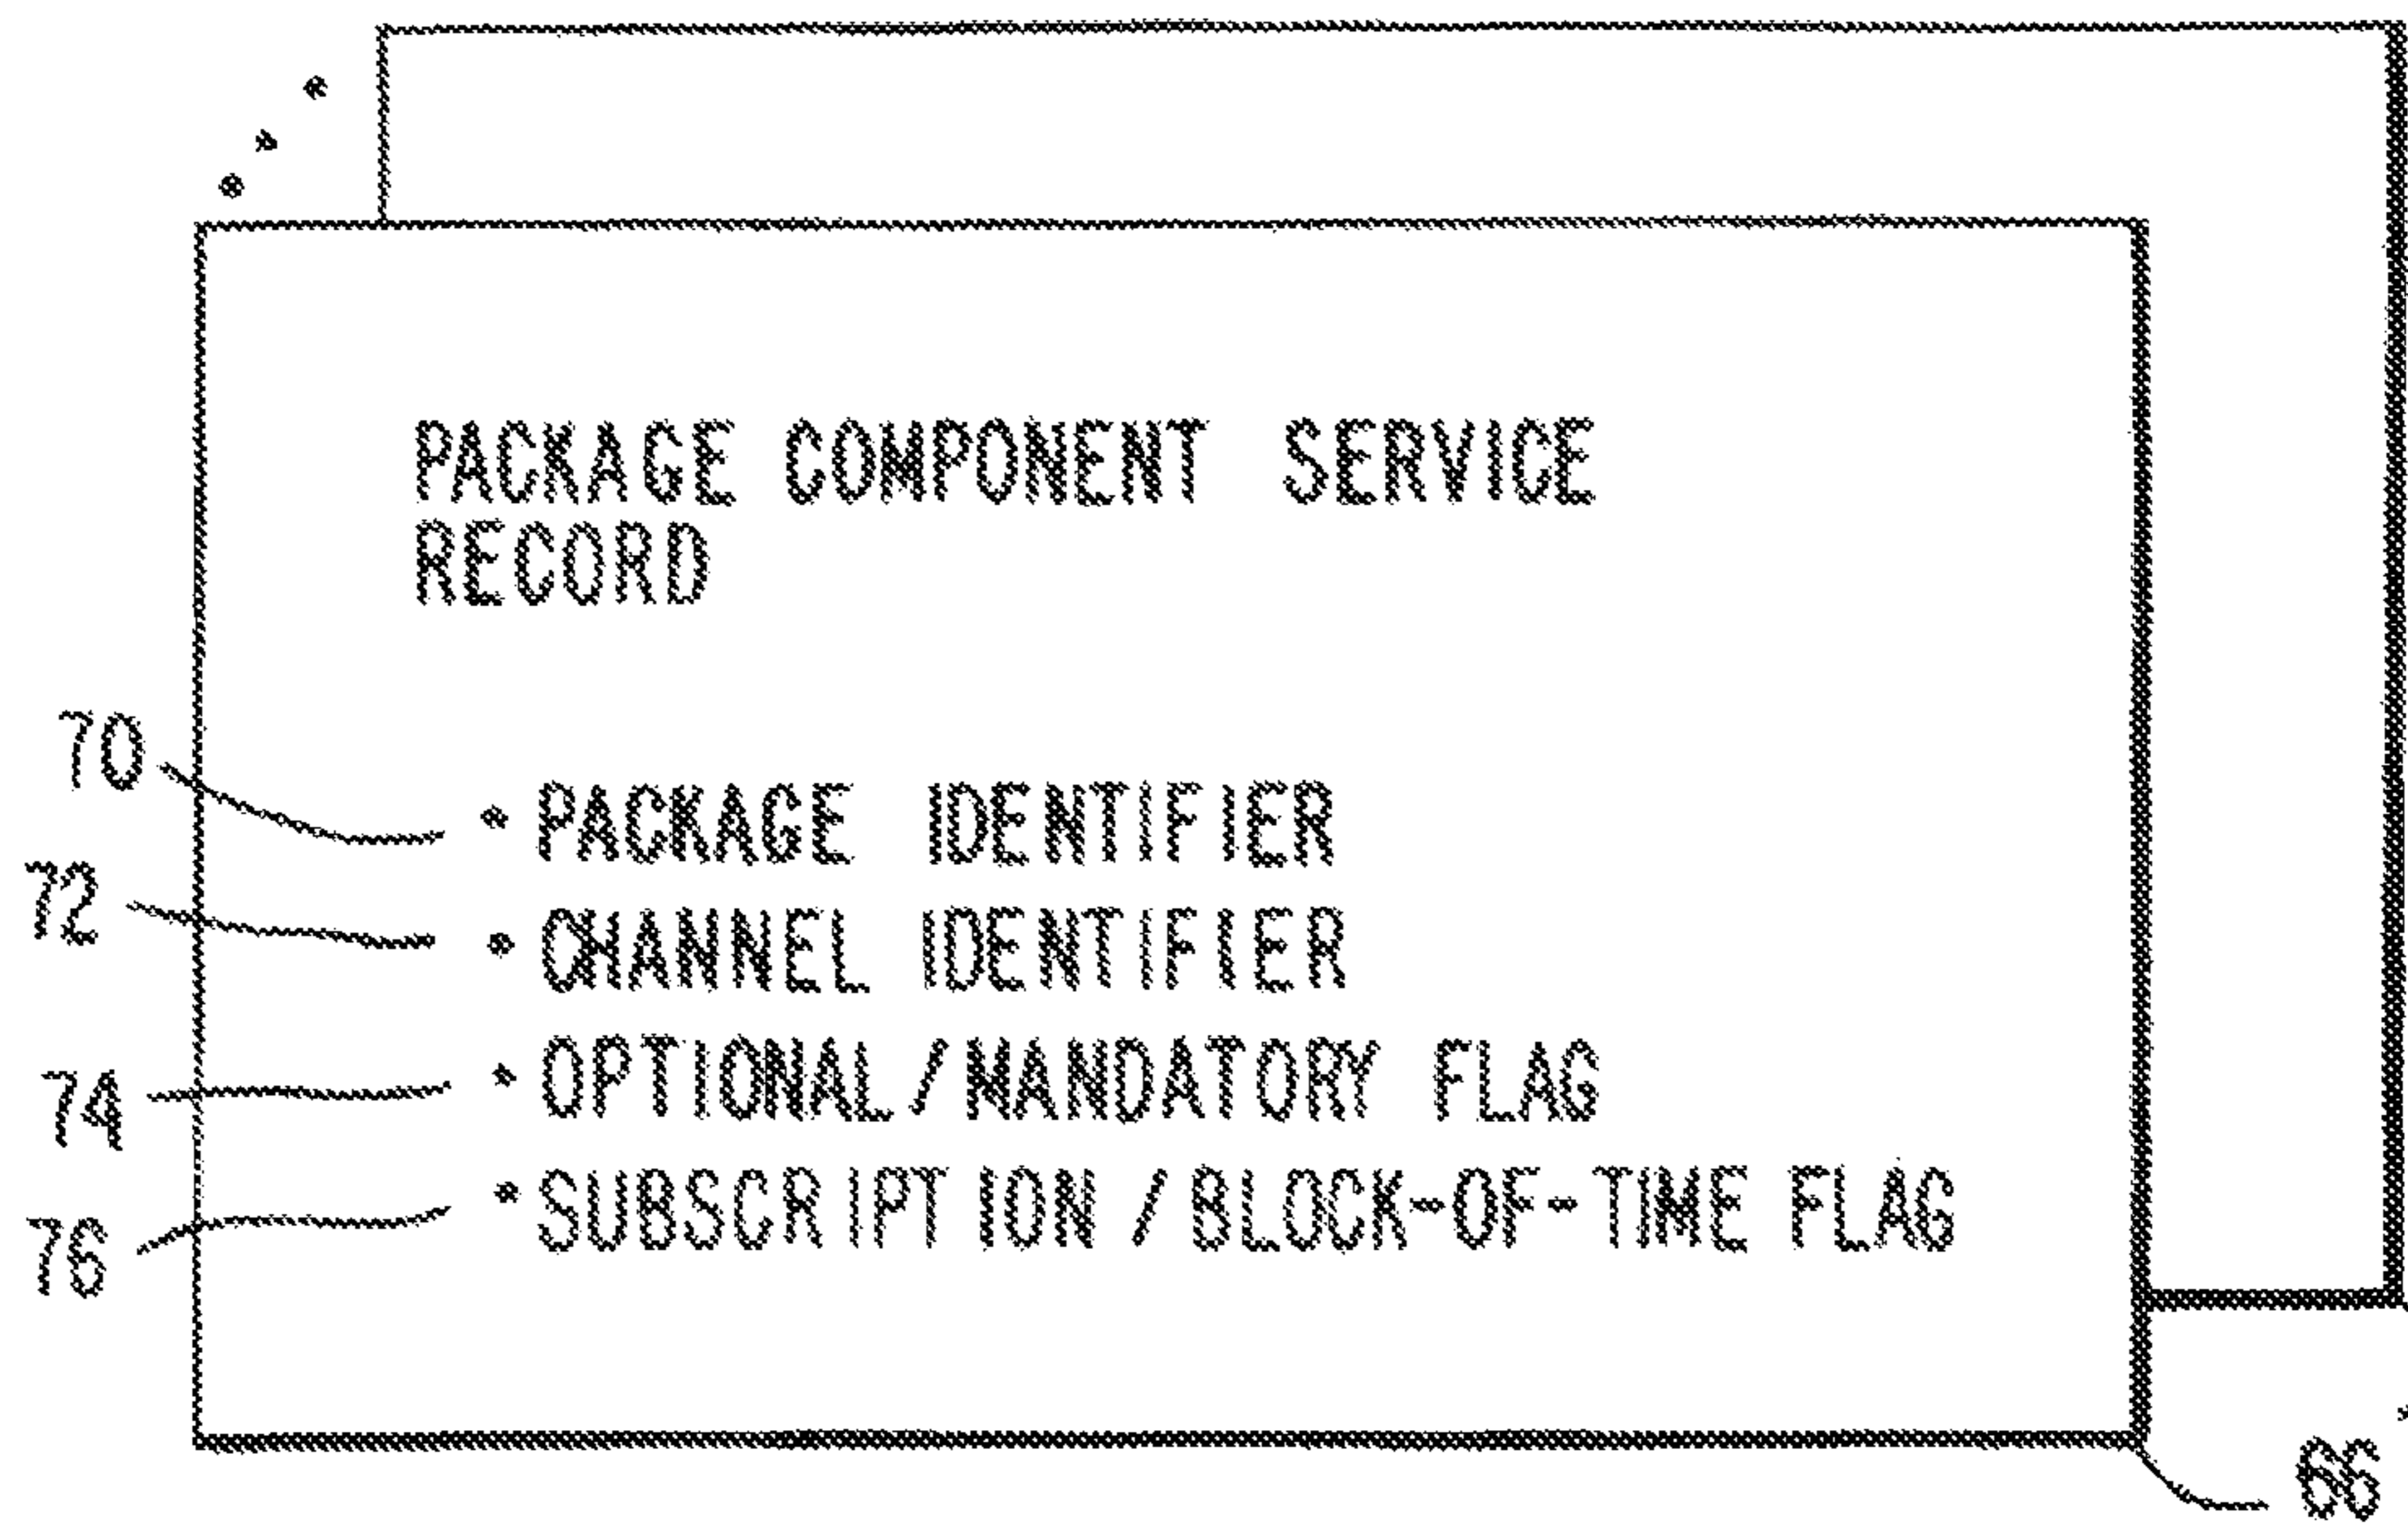 PACKAGE COMPONENT SERVICE
RECORD
70
• PACKAGE IDENTIFIER
72
• CHANNEL IDENTIFIER
74
• OPTIONAL/MANDATORY FLAG
76
• SUBSCRIPTION/BLOCK-OF-TIME FLAG
66